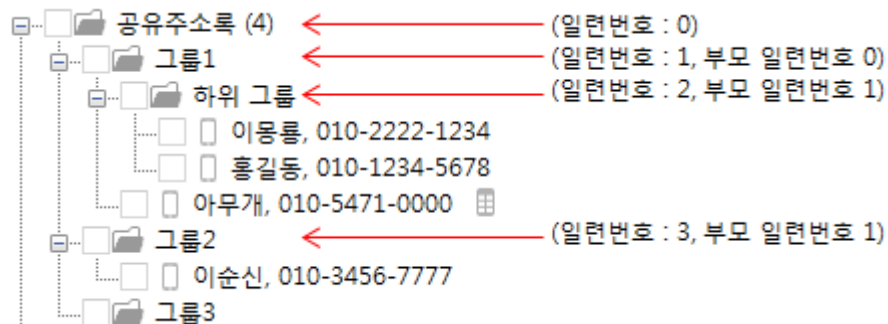 공유주소록 (4) (일련번호 : 0)
그룹1 (일련번호 : 1, 부모 일련번호 0)
하위 그룹 (일련번호 : 2, 부모 일련번호 1)
이몽룡, 010-2222-1234
홍길동, 010-1234-5678
아무개, 010-5471-0000
그룹2 (일련번호 : 3, 부모 일련번호 1)
이순신, 010-3456-7777
그룹3